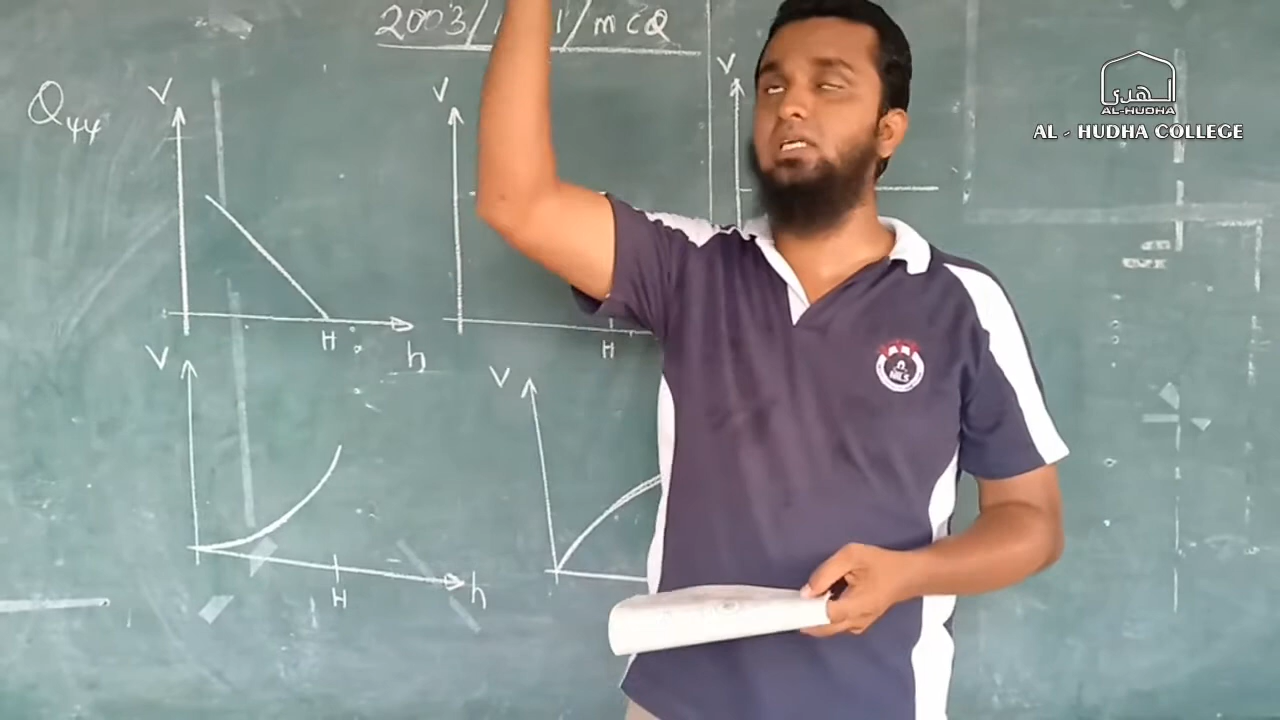 2003/ / MCQ
Q44
V
V
V
الهدى
AL-HUDHA
AL - HUDHA COLLEGE
H
h
H
V
V
H
h